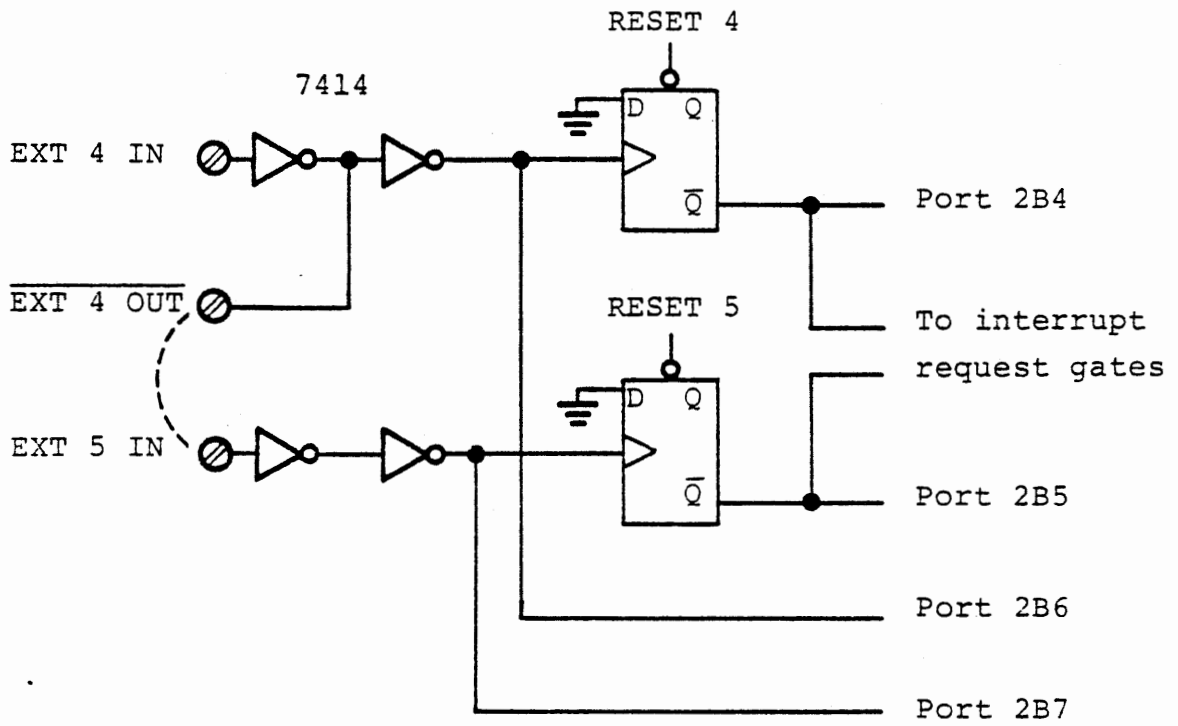 RESET 4
7414
D Q
EXT 4 IN
Q̅
Port 2B4
EXT 4 OUT
RESET 5
To interrupt
request gates
D Q
EXT 5 IN
Q̅
Port 2B5
Port 2B6
Port 2B7